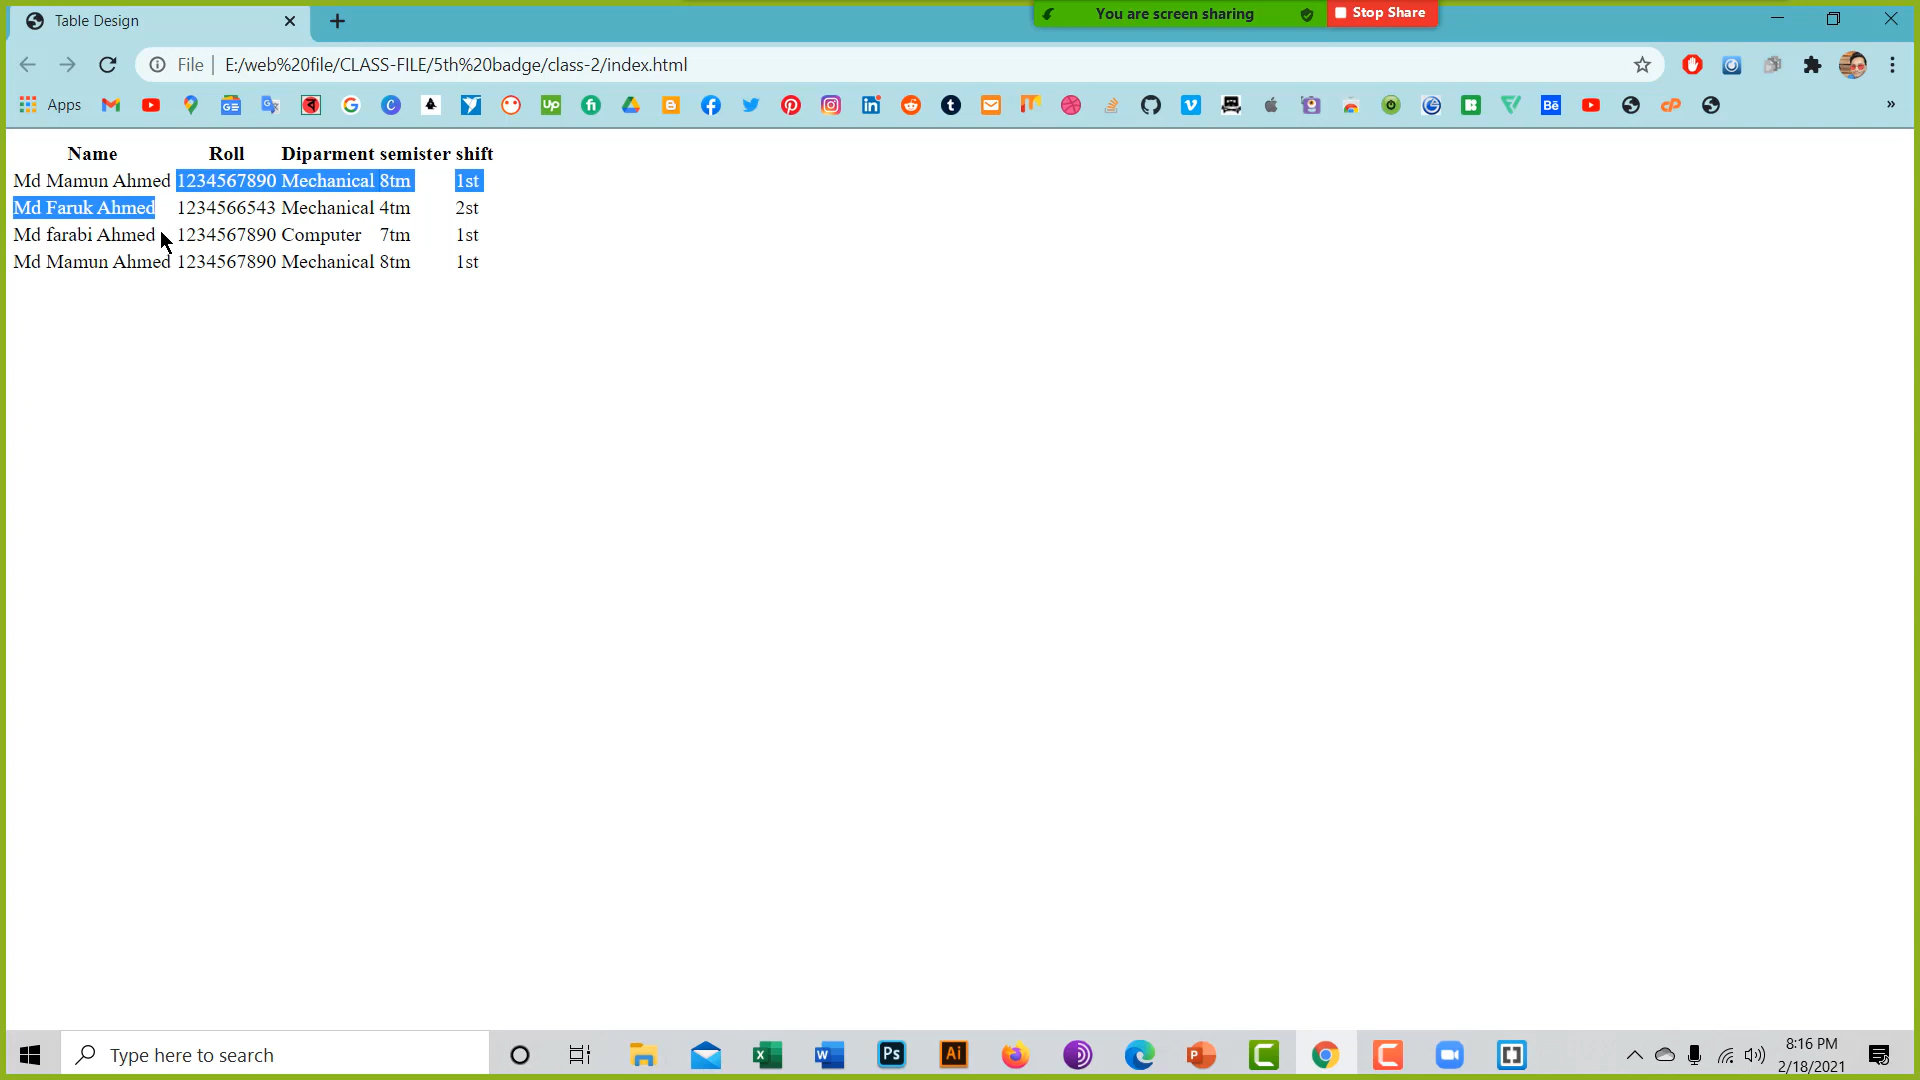 Table Design
You are screen sharing
Stop Share
File
E:/web%20file/CLASS-FILE/5th%20badge/class-2/index.html
Apps
Name Roll Diparment semister shift
Md Mamun Ahmed 1234567890 Mechanical 8tm 1st
Md Faruk Ahmed 1234566543 Mechanical 4tm 2st
Md farabi Ahmed 1234567890 Computer 7tm 1st
Md Mamun Ahmed 1234567890 Mechanical 8tm 1st
Type here to search
8:16 PM
2/18/2021